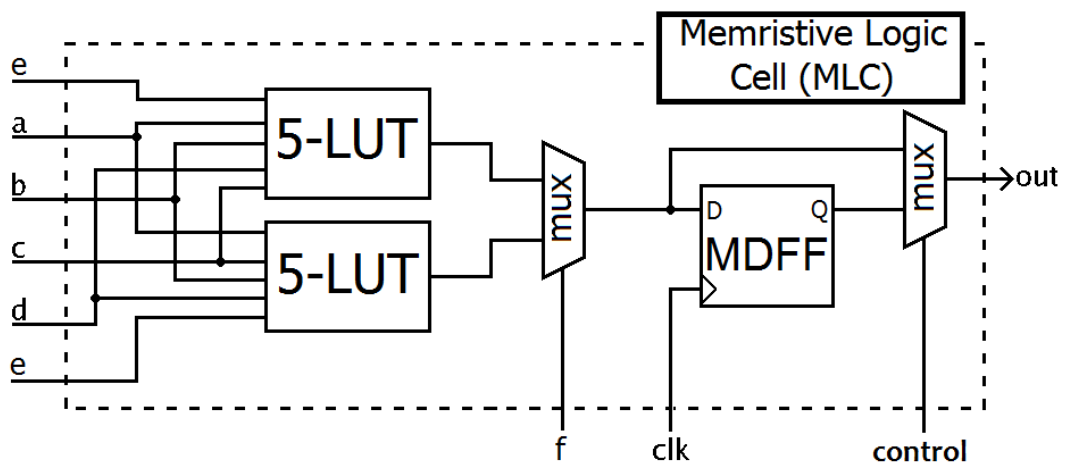 Memristive Logic
Cell (MLC)
e
a
b
c
d
e
5-LUT
5-LUT
mux
D
Q
MDFF
mux
out
f
clk
control